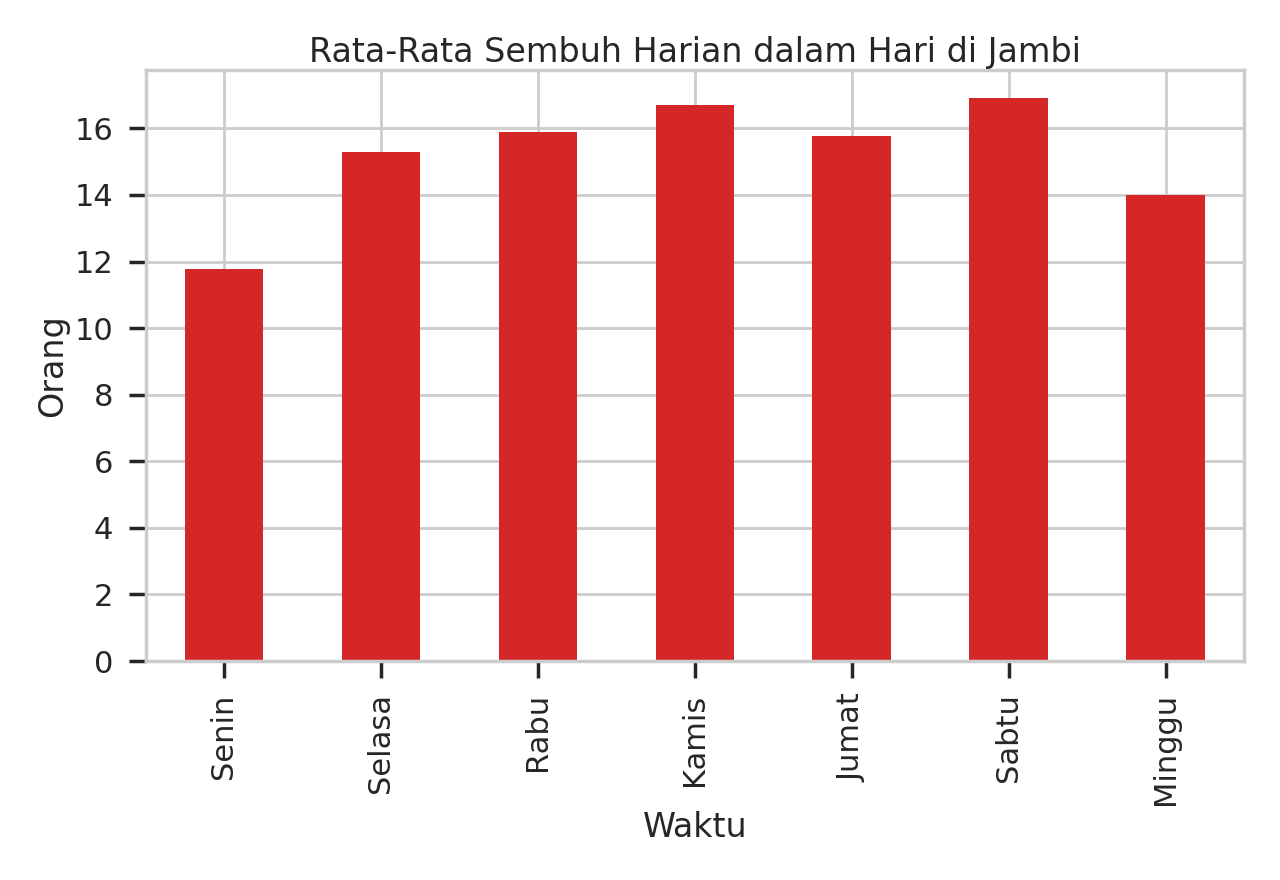 Rata-Rata Sembuh Harian dalam Hari di Jambi
Orang
16
14
12
10
8
6
4
2
0
Senin
Selasa
Rabu
Kamis
Jumat
Sabtu
Minggu
Waktu